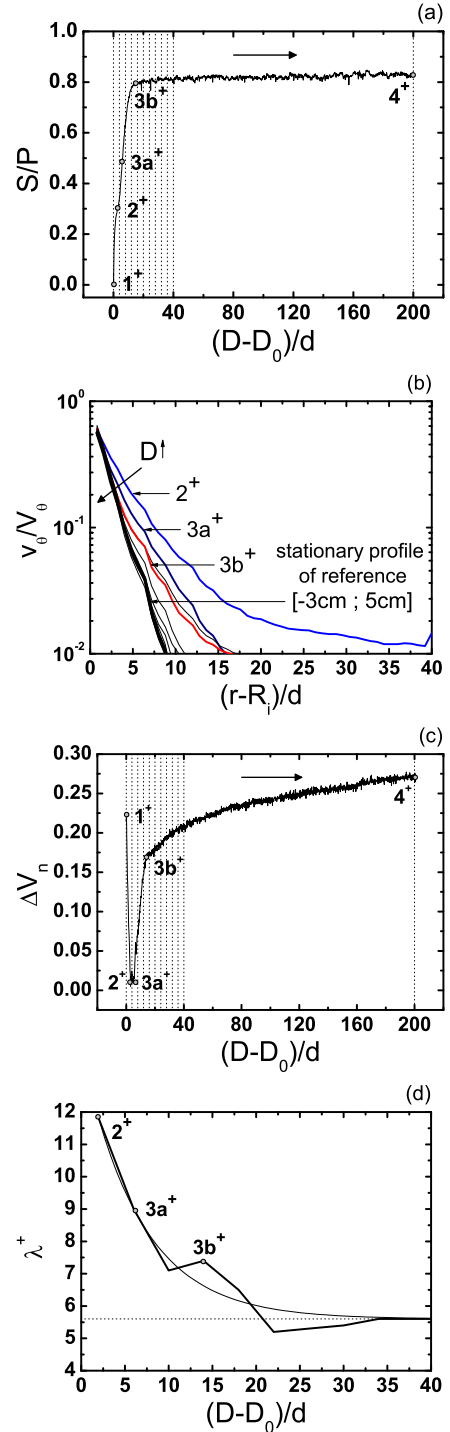 (a)
S/P
1.0
0.8
0.6
0.4
0.2
0.0
3b⁺
4⁺
3a⁺
2⁺
1⁺
0 40 80 120 160 200
(D-D₀)/d
(b)
v_θ/V_θ
10⁰
10⁻¹
10⁻²
D
2⁺
3a⁺
3b⁺
stationary profile
of reference
[-3cm ; 5cm]
0 5 10 15 20 25 30 35 40
(r-Rᵢ)/d
(c)
ΔVₙ
0.30
0.25
0.20
0.15
0.10
0.05
0.00
1⁺
4⁺
3b⁺
2⁺ 3a⁺
0 40 80 120 160 200
(D-D₀)/d
(d)
λ⁺
12
11
10
9
8
7
6
5
4
2⁺
3a⁺
3b⁺
0 5 10 15 20 25 30 35 40
(D-D₀)/d